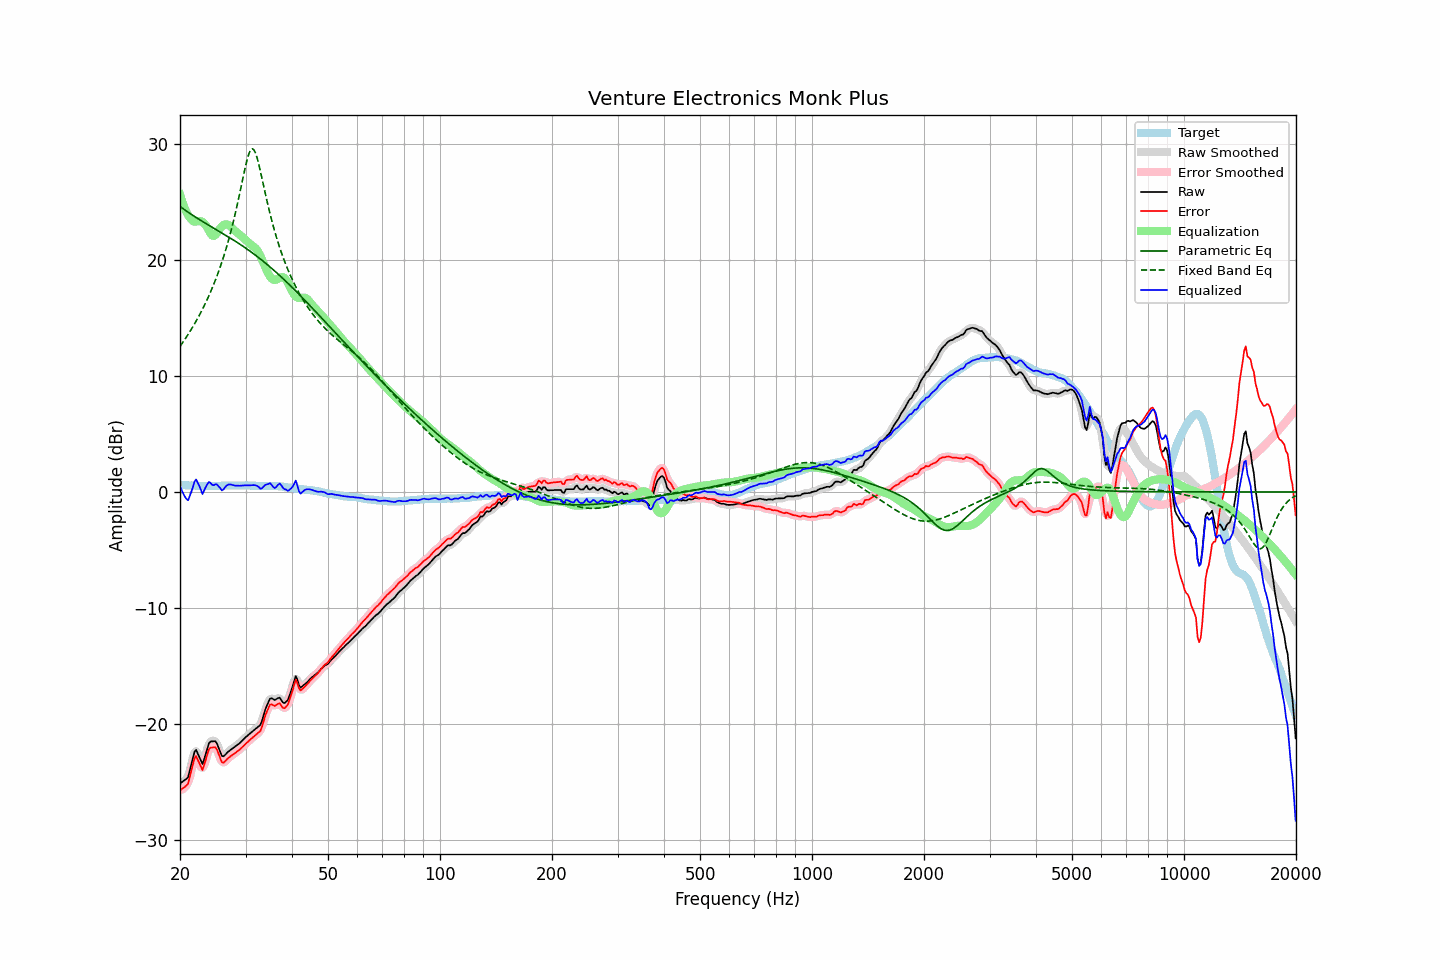 Venture Electronics Monk Plus
Amplitude (dBr)
30
20
10
0
−10
−20
−30
Target
Raw Smoothed
Error Smoothed
Raw
Error
Equalization
Parametric Eq
Fixed Band Eq
Equalized
20 50 100 200 500 1000 2000 5000 10000 20000
Frequency (Hz)